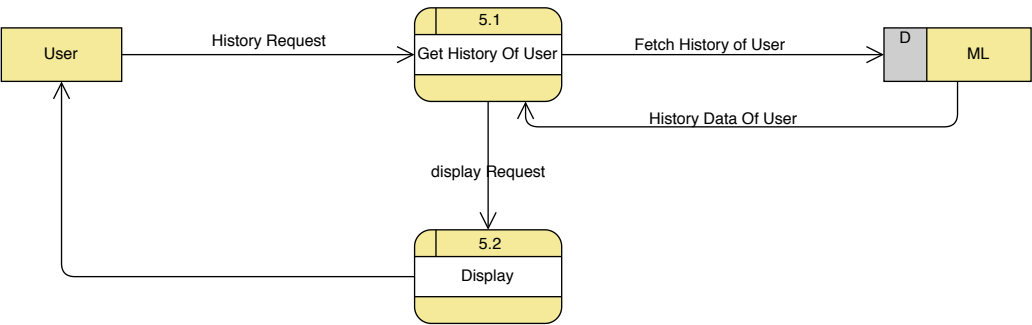 5.1
D
User
History Request
Get History Of User
Fetch History of User
ML
History Data Of User
display Request
5.2
Display